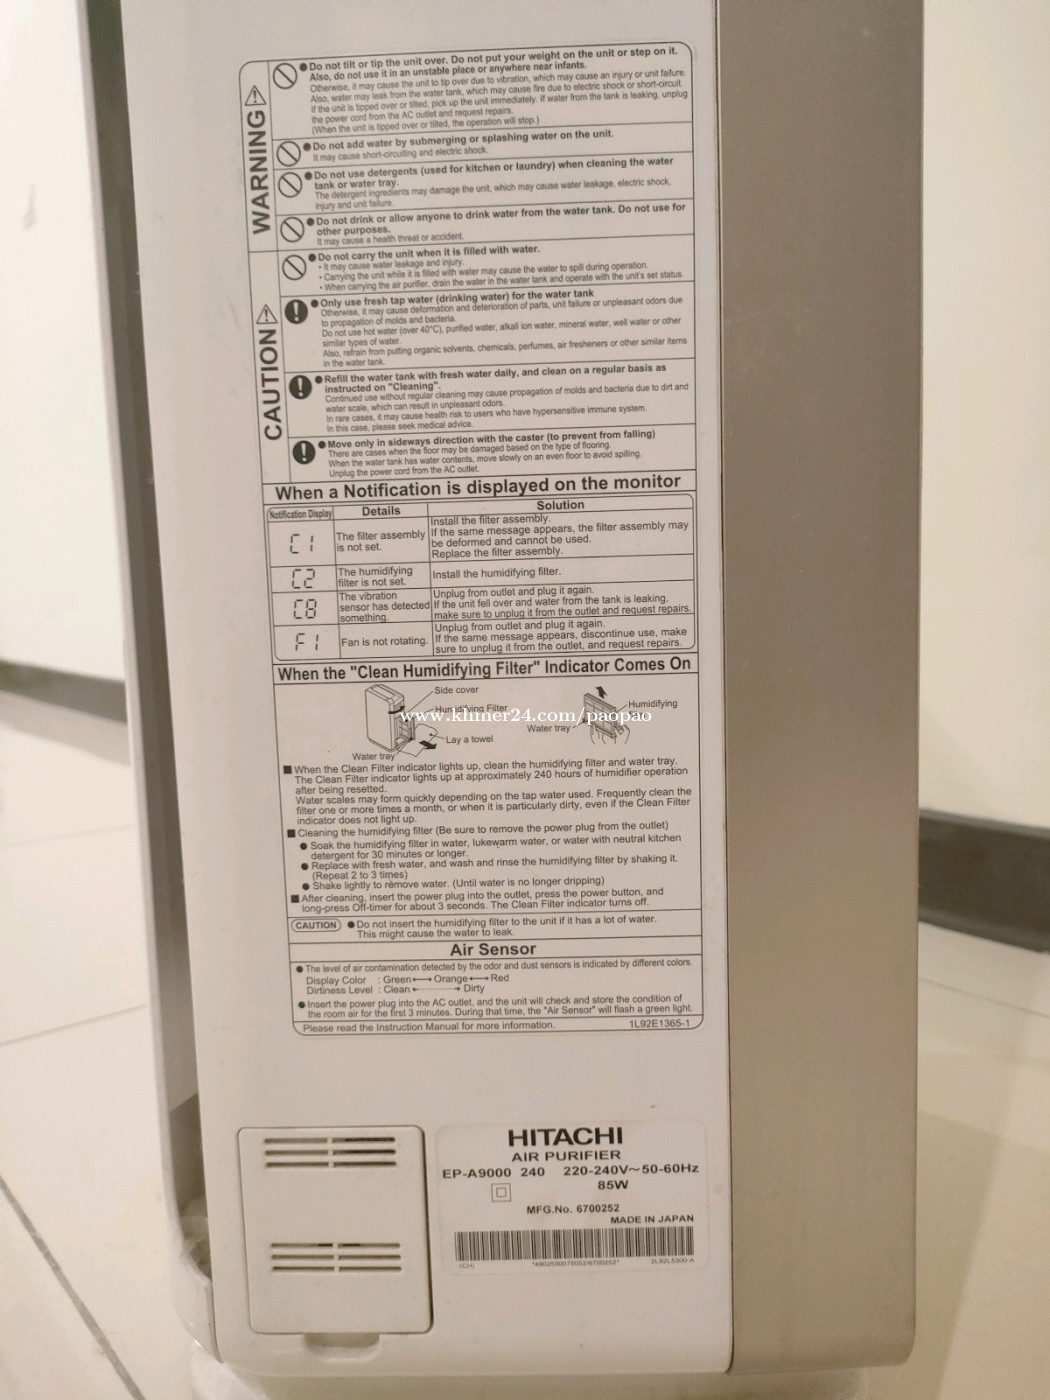 WARNING
● Do not tilt or tip the unit over. Do not put your weight on the unit or step on it.
Also, do not use it in an unstable place or anywhere near infants.
Otherwise, it may cause the unit to tip over due to vibration, which may cause an injury or unit failure.
Also, water may leak from the water tank, which may cause fire due to electric shock or short-circuit.
If the unit is tipped over or tilted, pick up the unit immediately. If water from the tank is leaking, unplug
the power cord from the AC outlet and request repairs.
(When the unit is tipped over or tilted, the operation will stop.)
● Do not add water by submerging or splashing water on the unit.
It may cause short-circuiting and electric shock.
● Do not use detergents (used for kitchen or laundry) when cleaning the water
tank or water tray.
The detergent ingredients may damage the unit, which may cause water leakage, electric shock,
injury and unit failure.
● Do not drink or allow anyone to drink water from the water tank. Do not use for
other purposes.
It may cause a health threat or accident.
CAUTION
● Do not carry the unit when it is filled with water.
・It may cause water leakage and injury.
・Carrying the unit while it is filled with water may cause the water to spill during operation.
・When carrying the air purifier, drain the water in the water tank and operate with the unit's set status.
● Only use fresh tap water (drinking water) for the water tank
Otherwise, it may cause deformation and deterioration of parts, unit failure or unpleasant odors due
to propagation of molds and bacteria.
Do not use hot water (over 40°C), purified water, alkali ion water, mineral water, well water or other
similar types of water.
Also, refrain from putting organic solvents, chemicals, perfumes, air fresheners or other similar items
in the water tank.
● Refill the water tank with fresh water daily, and clean on a regular basis as
instructed on "Cleaning".
Continued use without regular cleaning may cause propagation of molds and bacteria due to dirt and
water scale, which can result in unpleasant odors.
In rare cases, it may cause health risk to users who have hypersensitive immune system.
In this case, please seek medical advice.
● Move only in sideways direction with the caster (to prevent from falling)
There are cases when the floor may be damaged based on the type of flooring.
When the water tank has water contents, move slowly on an even floor to avoid spilling.
Unplug the power cord from the AC outlet.
When a Notification is displayed on the monitor
Notification Display Details Solution
C1 The filter assembly is not set. Install the filter assembly.
If the same message appears, the filter assembly may
be deformed and cannot be used.
Replace the filter assembly.
C2 The humidifying filter is not set. Install the humidifying filter.
C8 The vibration sensor has detected something. Unplug from outlet and plug it again.
If the unit fell over and water from the tank is leaking,
make sure to unplug it from the outlet and request repairs.
F1 Fan is not rotating. Unplug from outlet and plug it again.
If the same message appears, discontinue use, make
sure to unplug it from the outlet, and request repairs.
When the "Clean Humidifying Filter" Indicator Comes On
Side cover
Humidifying Filter
Lay a towel
Water tray
Humidifying
Water tray
www.khmer24.com/paopao
■ When the Clean Filter indicator lights up, clean the humidifying filter and water tray.
The Clean Filter indicator lights up at approximately 240 hours of humidifier operation
after being resetted.
Water scales may form quickly depending on the tap water used. Frequently clean the
filter one or more times a month, or when it is particularly dirty, even if the Clean Filter
indicator does not light up.
■ Cleaning the humidifying filter (Be sure to remove the power plug from the outlet)
● Soak the humidifying filter in water, lukewarm water, or water with neutral kitchen
detergent for 30 minutes or longer.
● Replace with fresh water, and wash and rinse the humidifying filter by shaking it.
(Repeat 2 to 3 times)
● Shake lightly to remove water. (Until water is no longer dripping)
■ After cleaning, insert the power plug into the outlet, press the power button, and
long-press Off-timer for about 3 seconds. The Clean Filter indicator turns off.
CAUTION ● Do not insert the humidifying filter to the unit if it has a lot of water.
This might cause the water to leak.
Air Sensor
● The level of air contamination detected by the odor and dust sensors is indicated by different colors.
Display Color : Green ←→ Orange ←→ Red
Dirtiness Level : Clean ←→ Dirty
● Insert the power plug into the AC outlet, and the unit will check and store the condition of
the room air for the first 3 minutes. During that time, the "Air Sensor" will flash a green light.
Please read the Instruction Manual for more information. 1L92E1365-1
HITACHI
AIR PURIFIER
EP-A9000 240 220-240V~50-60Hz
85W
MFG.No. 6700252
MADE IN JAPAN
(CH)